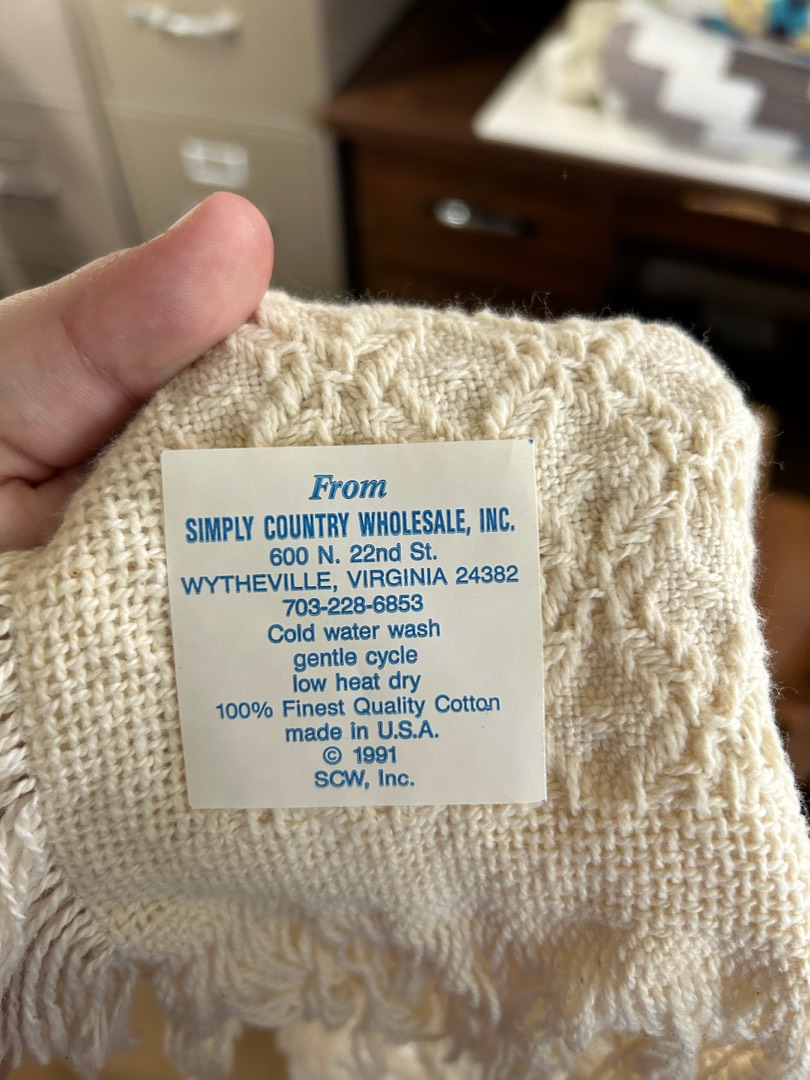 From
SIMPLY COUNTRY WHOLESALE, INC.
600 N. 22nd St.
WYTHEVILLE, VIRGINIA 24382
703-228-6853
Cold water wash
gentle cycle
low heat dry
100% Finest Quality Cotton
made in U.S.A.
© 1991
SCW, Inc.